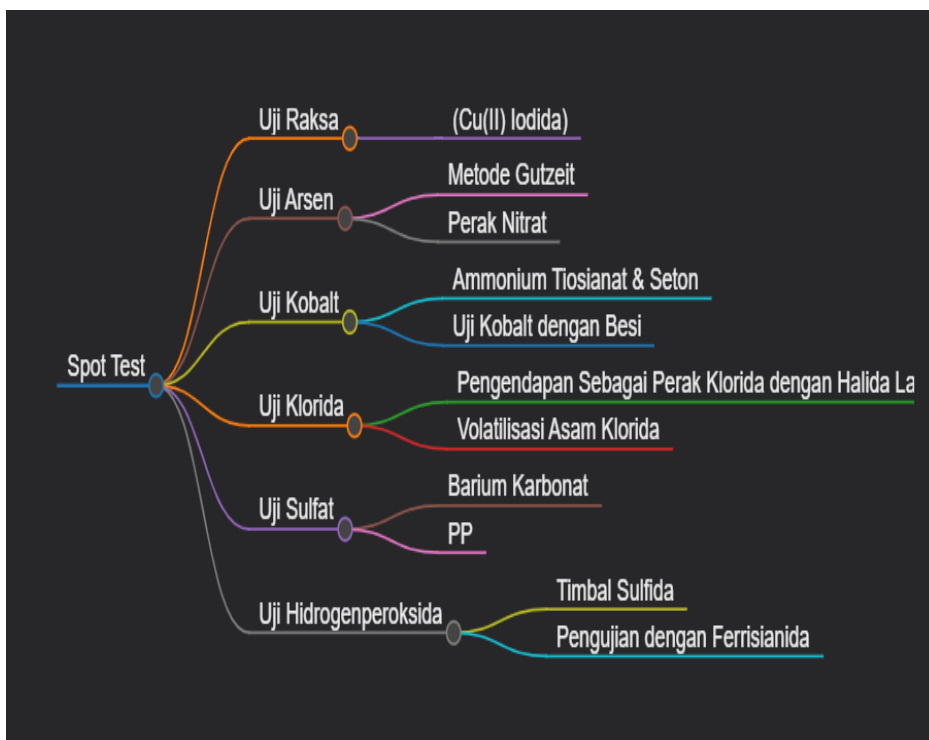 Uji Raksa
(Cu(II) Iodida)
Uji Arsen
Metode Gutzeit
Perak Nitrat
Uji Kobalt
Ammonium Tiosianat & Seton
Uji Kobalt dengan Besi
Spot Test
Uji Klorida
Pengendapan Sebagai Perak Klorida dengan Halida La
Volatilisasi Asam Klorida
Uji Sulfat
Barium Karbonat
PP
Uji Hidrogenperoksida
Timbal Sulfida
Pengujian dengan Ferrisianida